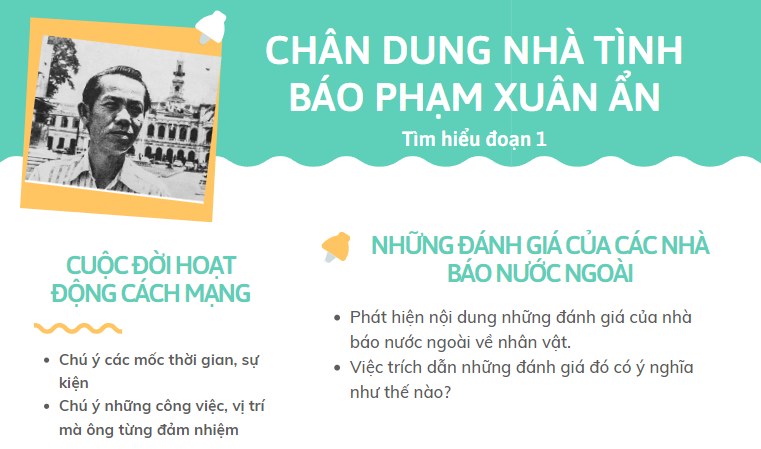 CHÂN DUNG NHÀ TÌNH
BÁO PHẠM XUÂN ẨN
Tìm hiểu đoạn 1
CUỘC ĐỜI HOẠT
ĐỘNG CÁCH MẠNG
• Chú ý các mốc thời gian, sự
kiện
• Chú ý những công việc, vị trí
mà ông từng đảm nhiệm
NHỮNG ĐÁNH GIÁ CỦA CÁC NHÀ
BÁO NƯỚC NGOÀI
• Phát hiện nội dung những đánh giá của nhà
báo nước ngoài về nhân vật.
• Việc trích dẫn những đánh giá đó có ý nghĩa
như thế nào?